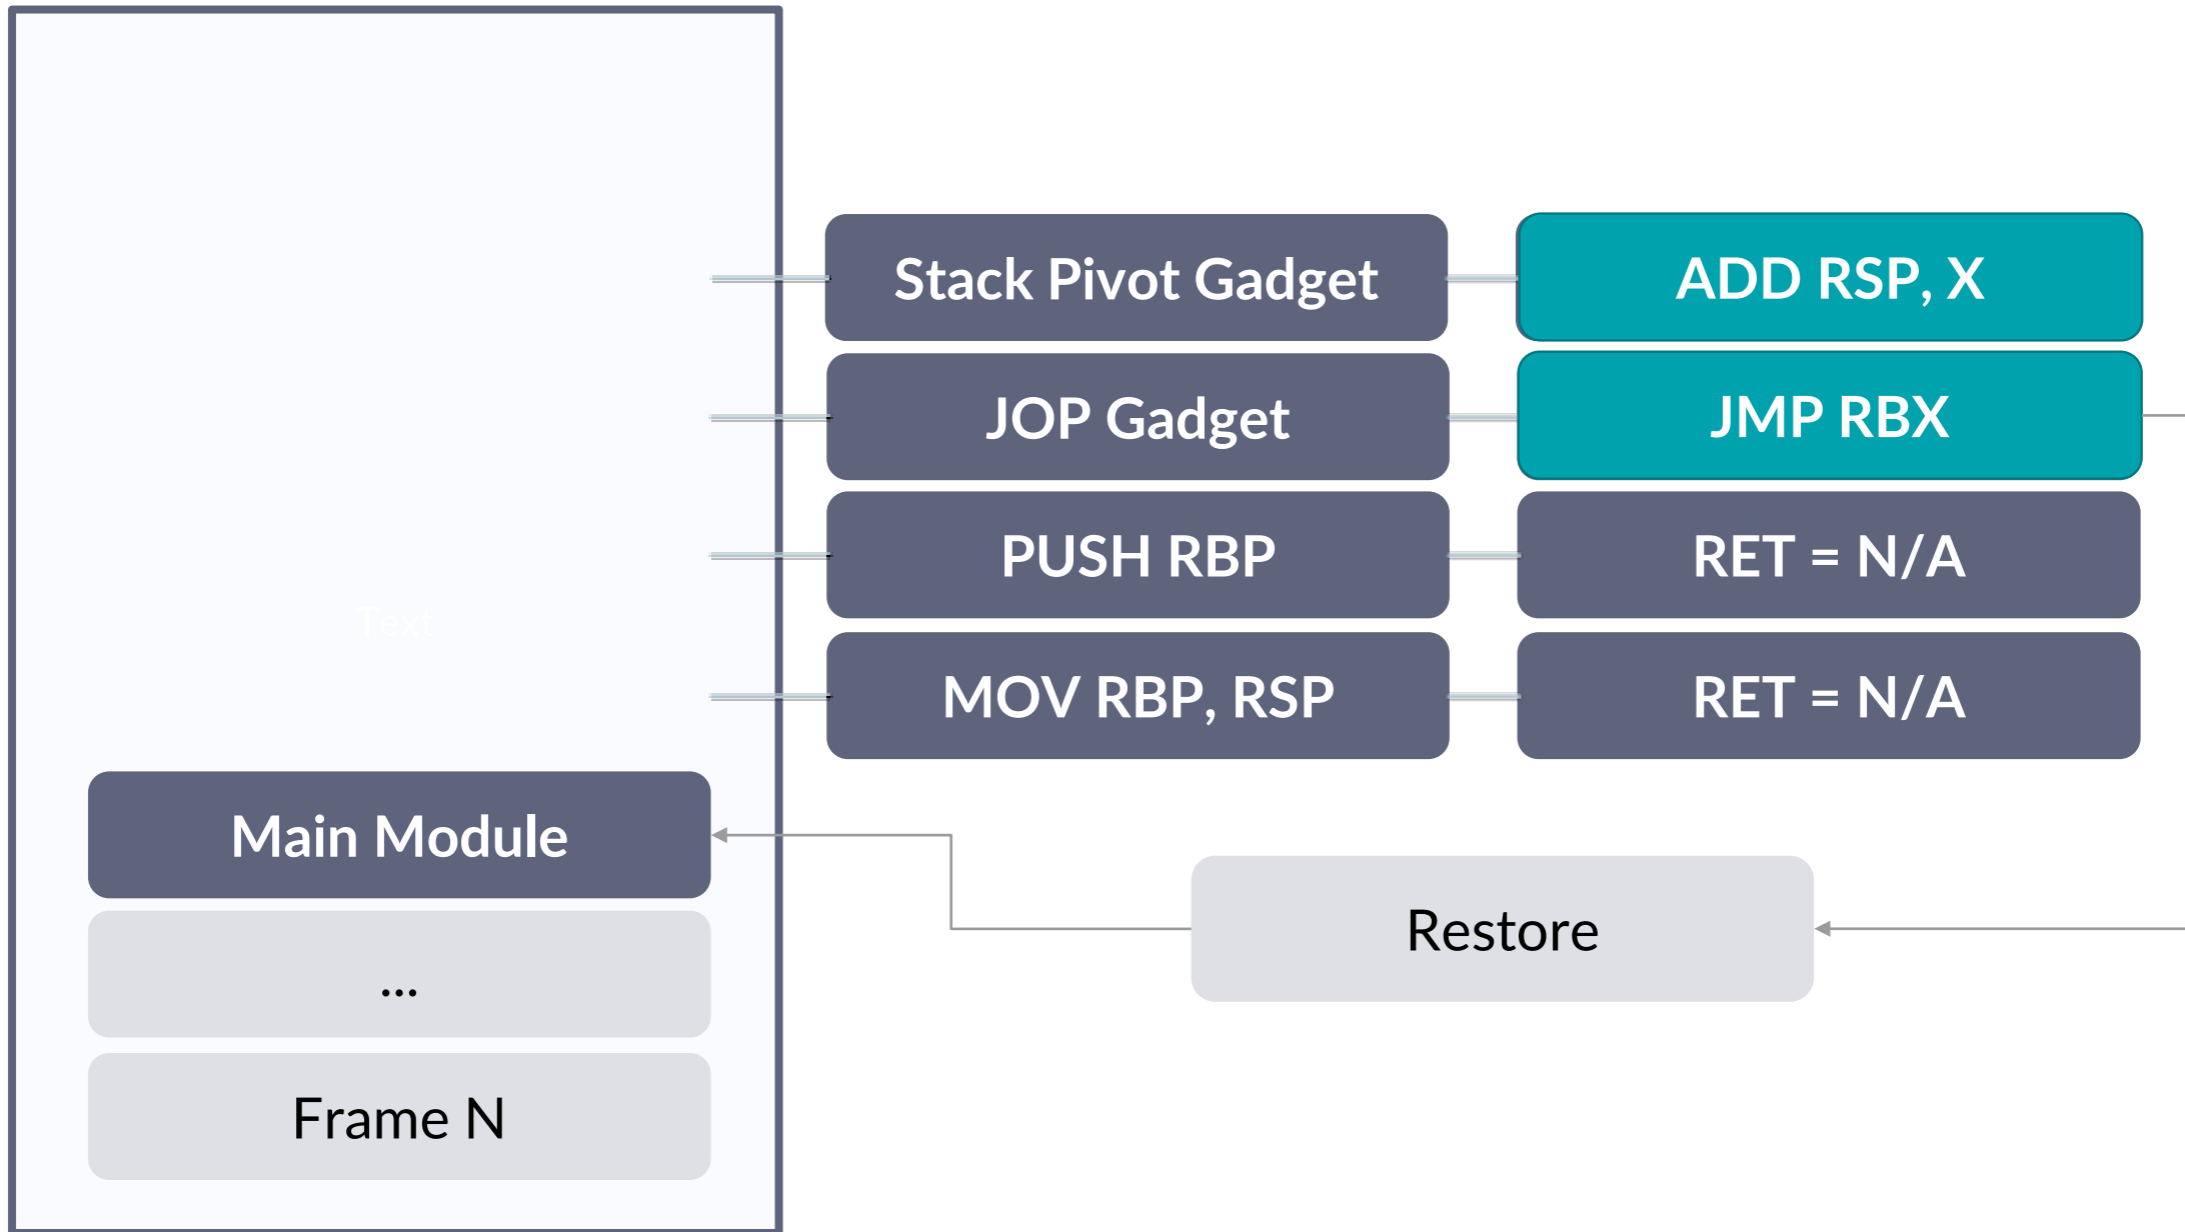 Stack Pivot Gadget
ADD RSP, X
JOP Gadget
JMP RBX
PUSH RBP
RET = N/A
Text
MOV RBP, RSP
RET = N/A
Main Module
Restore
...
Frame N